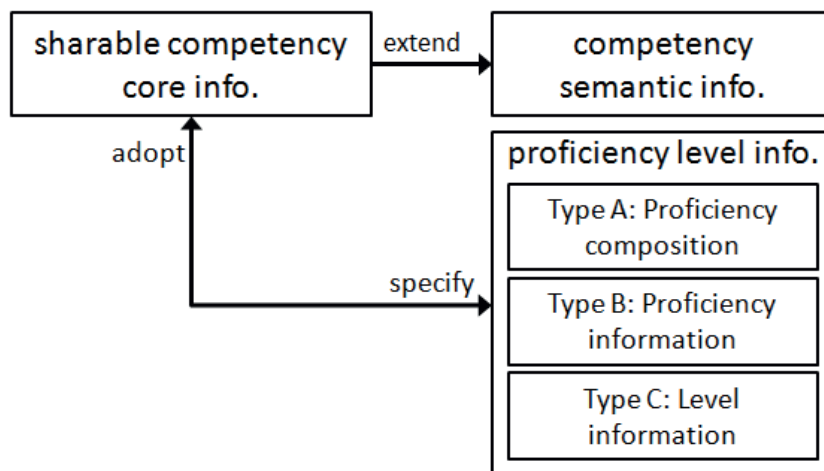 sharable competency
core info.
extend
competency
semantic info.
adopt
proficiency level info.
Type A: Proficiency
composition
specify
Type B: Proficiency
information
Type C: Level
information